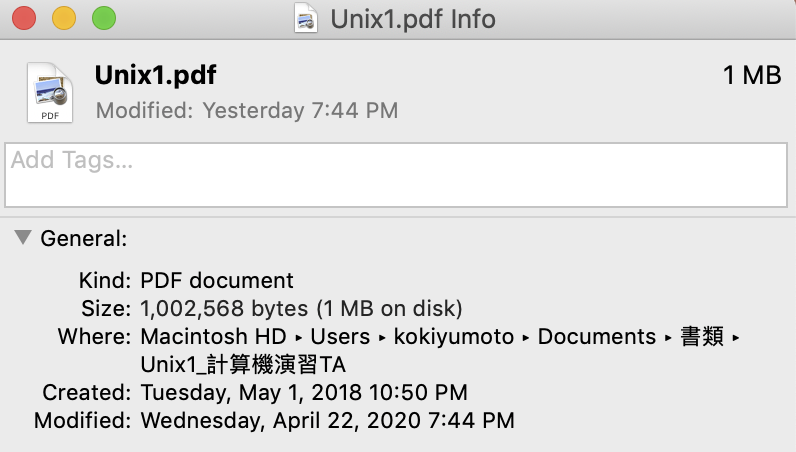 Unix1.pdf Info
PDF
Unix1.pdf
1 MB
Modified: Yesterday 7:44 PM
Add Tags...
General:
Kind: PDF document
Size: 1,002,568 bytes (1 MB on disk)
Where: Macintosh HD ▸ Users ▸ kokiyumoto ▸ Documents ▸ 書類 ▸
Unix1_計算機演習TA
Created: Tuesday, May 1, 2018 10:50 PM
Modified: Wednesday, April 22, 2020 7:44 PM